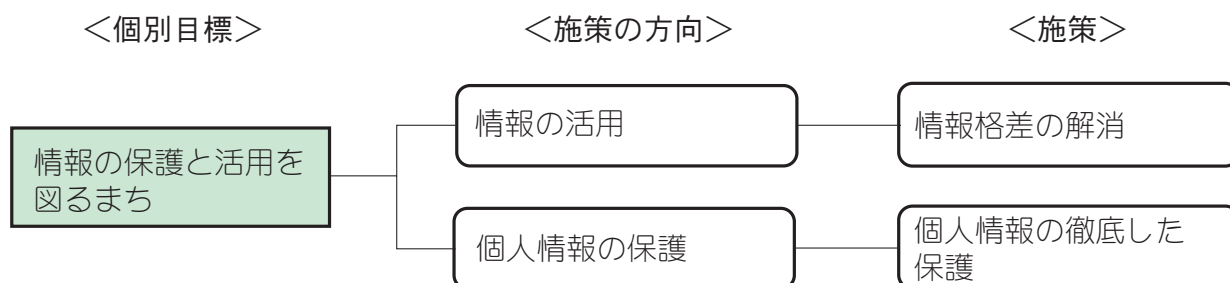 ＜個別目標＞
＜施策の方向＞
＜施策＞
情報の保護と活用を
図るまち
情報の活用
情報格差の解消
個人情報の保護
個人情報の徹底した
保護